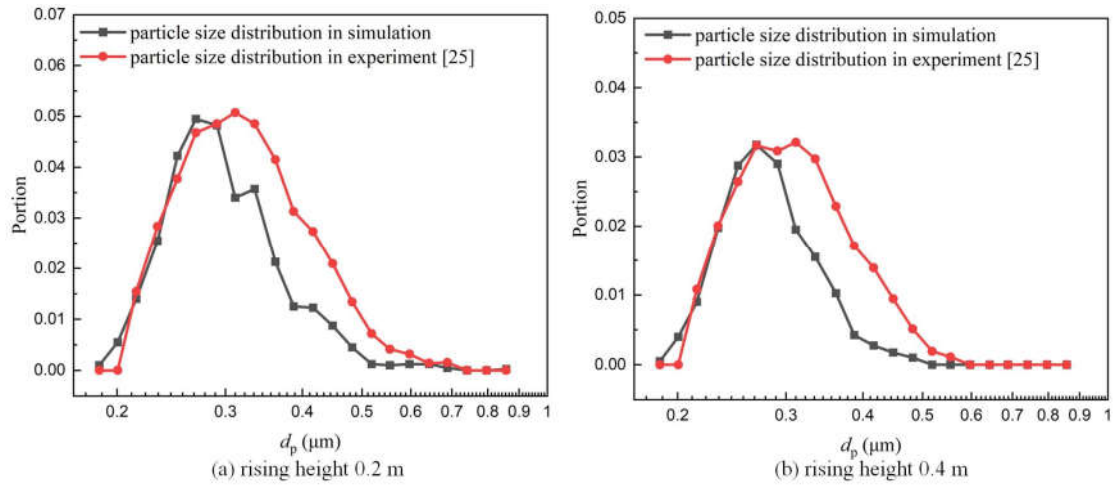 0.07
0.06
0.05
0.04
0.03
0.02
0.01
0.00
Portion
particle size distribution in simulation
particle size distribution in experiment [25]
0.2 0.3 0.4 0.5 0.6 0.7 0.8 0.9 1
dp (μm)
(a) rising height 0.2 m
0.05
0.04
0.03
0.02
0.01
0.00
Portion
particle size distribution in simulation
particle size distribution in experiment [25]
0.2 0.3 0.4 0.5 0.6 0.7 0.8 0.9 1
dp (μm)
(b) rising height 0.4 m